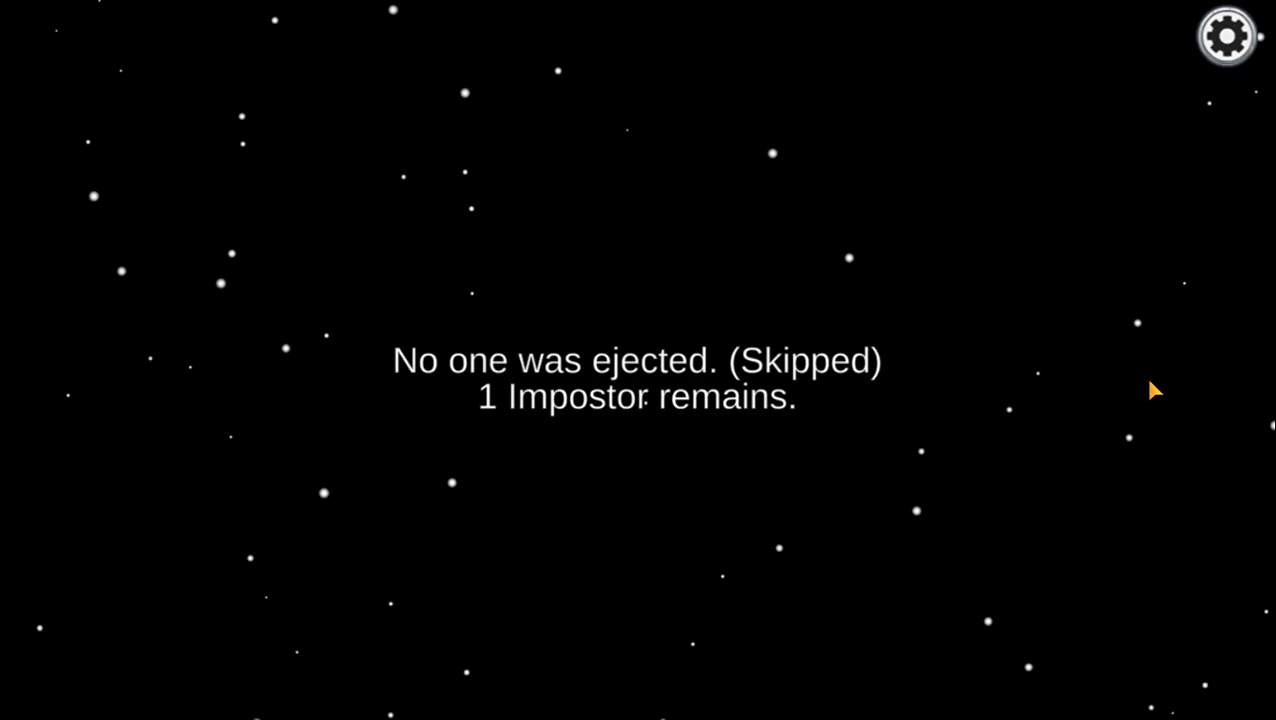 No one was ejected. (Skipped)
1 Impostor remains.